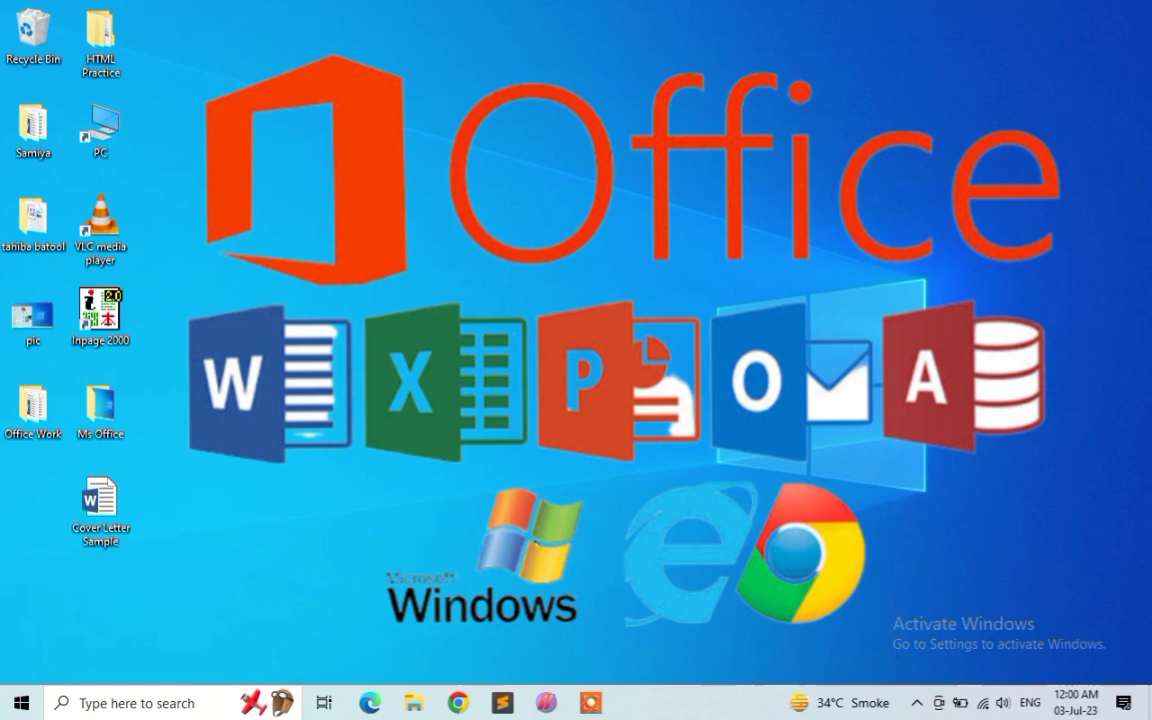 Recycle Bin
HTML
Practice
Samiya
PC
tahiba batool
VLC media
player
pic
Inpage 2000
Office Work
Ms Office
Cover Letter
Sample
Office
W
X
P
O
A
Microsoft
Windows
Activate Windows
Go to Settings to activate Windows.
Type here to search
34°C Smoke
ENG
12:00 AM
03-Jul-23